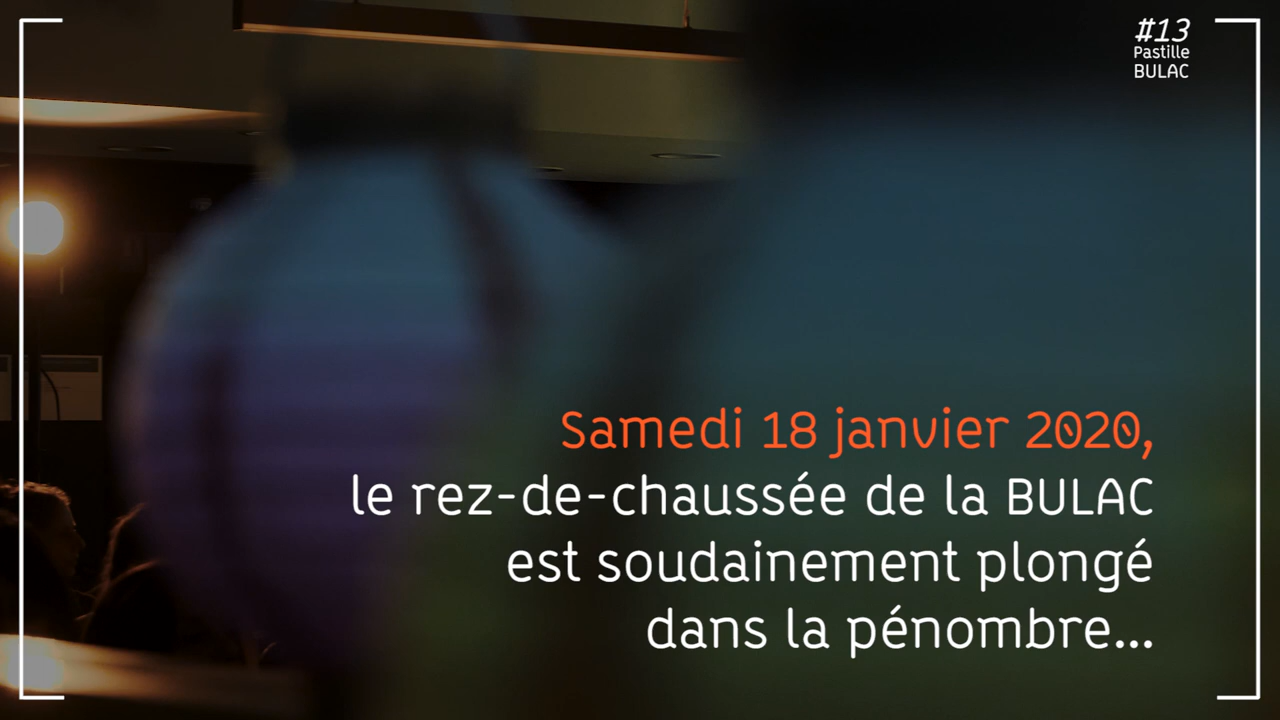 #13
Pastille
BULAC
Samedi 18 janvier 2020,
le rez-de-chaussée de la BULAC
est soudainement plongé
dans la pénombre...